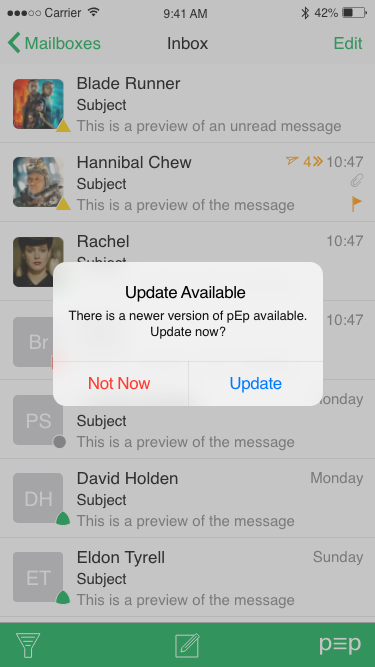 Carrier 9:41 AM 42%
Mailboxes Inbox Edit
Blade Runner
Subject
This is a preview of an unread message
Hannibal Chew 4 10:47
Subject
This is a preview of the message
Rachel 10:47
Subject
Update Available
There is a newer version of pEp available.
Update now?
Br 10:47
Not Now Update
PS
Subject
This is a preview of the message
DH David Holden Monday
Subject
This is a preview of the message
ET Eldon Tyrell Sunday
Subject
This is a preview of the message
p≡p